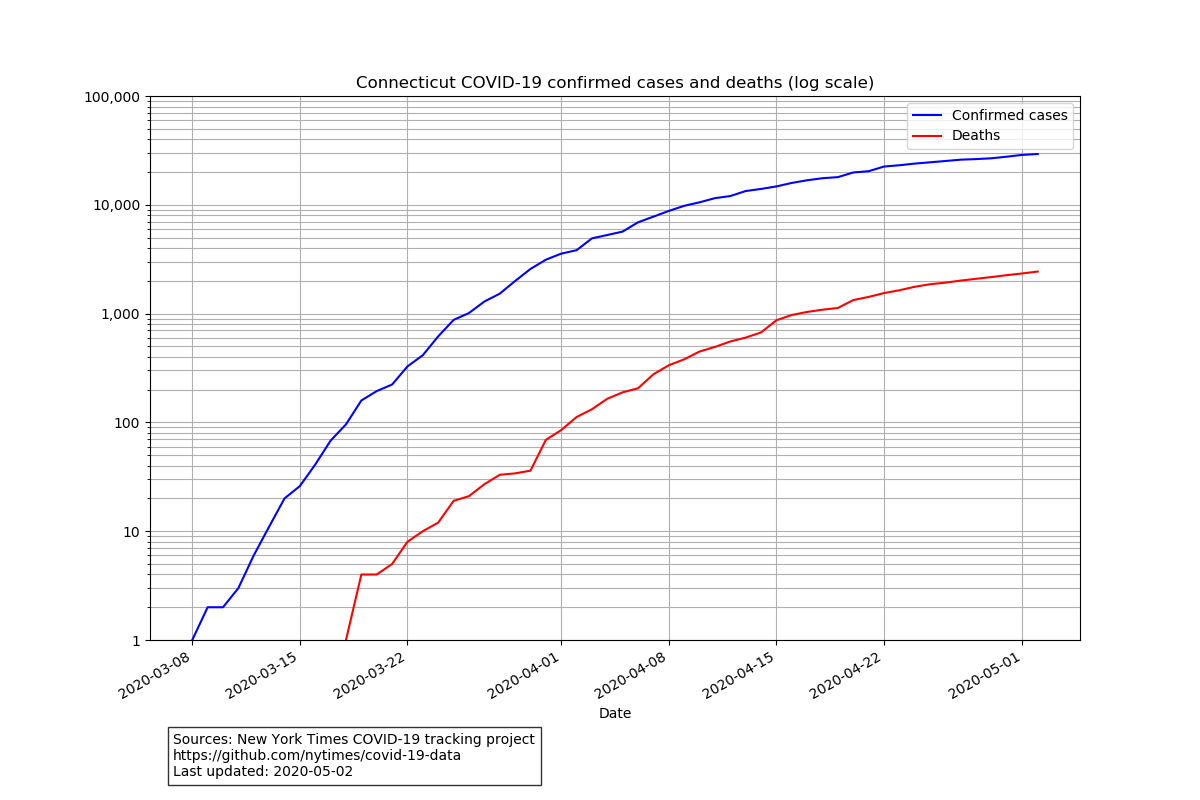 Connecticut COVID-19 confirmed cases and deaths (log scale)
100,000
10,000
1,000
100
10
1
Confirmed cases
Deaths
2020-03-08
2020-03-15
2020-03-22
2020-04-01
2020-04-08
2020-04-15
2020-04-22
2020-05-01
Date
Sources: New York Times COVID-19 tracking project
https://github.com/nytimes/covid-19-data
Last updated: 2020-05-02